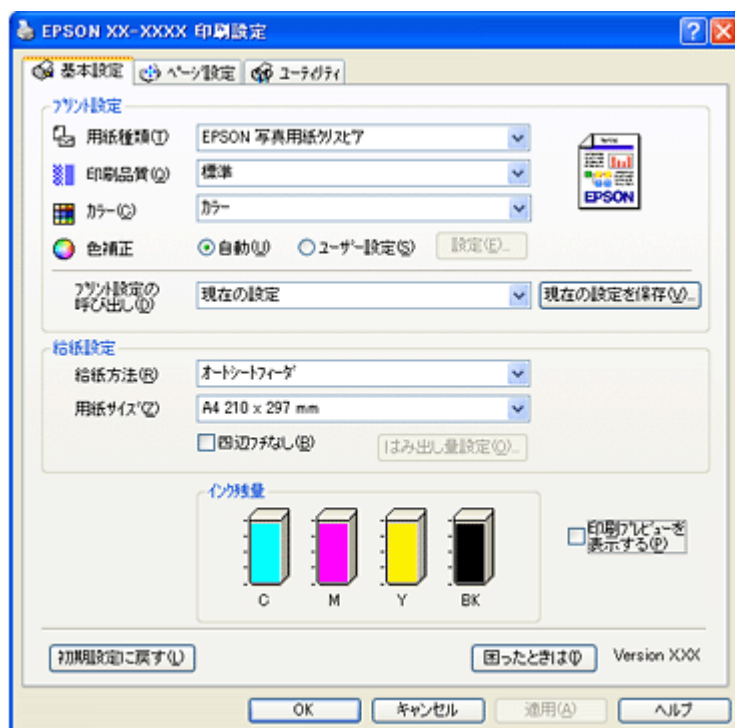 EPSON XX-XXXX 印刷設定
基本設定
ページ設定
ユーティリティ
プリント設定
用紙種類(T)
EPSON 写真用紙クリスピア
印刷品質(Q)
標準
カラー(C)
カラー
色補正
自動(U)
ユーザー設定(S)
設定(E)...
EPSON
プリント設定の
呼び出し(D)
現在の設定
現在の設定を保存(V)...
給紙設定
給紙方法(R)
オートシートフィーダ
用紙サイズ(Z)
A4 210 x 297 mm
四辺フチなし(B)
はみ出し量設定(O)...
インク残量
C
M
Y
BK
印刷プレビューを
表示する(P)
初期設定に戻す(L)
困ったときは(I)
Version XXX
OK
キャンセル
適用(A)
ヘルプ